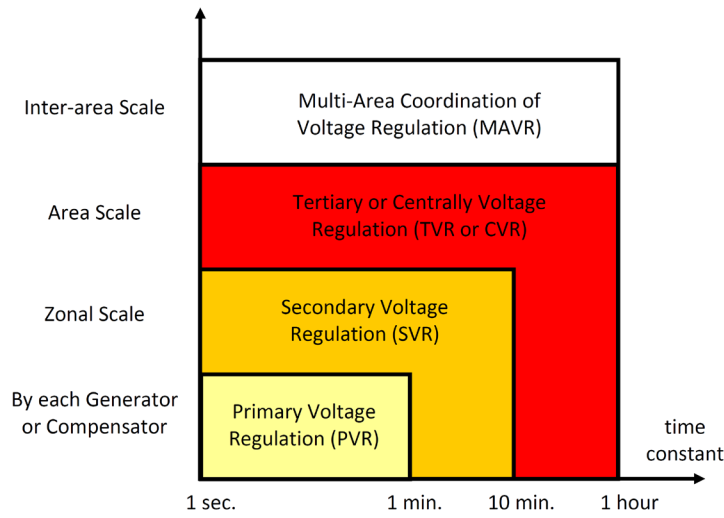 Inter-area Scale
Multi-Area Coordination of
Voltage Regulation (MAVR)
Area Scale
Tertiary or Centrally Voltage
Regulation (TVR or CVR)
Zonal Scale
Secondary Voltage
Regulation (SVR)
By each Generator
or Compensator
Primary Voltage
Regulation (PVR)
time
constant
1 sec.
1 min.
10 min.
1 hour